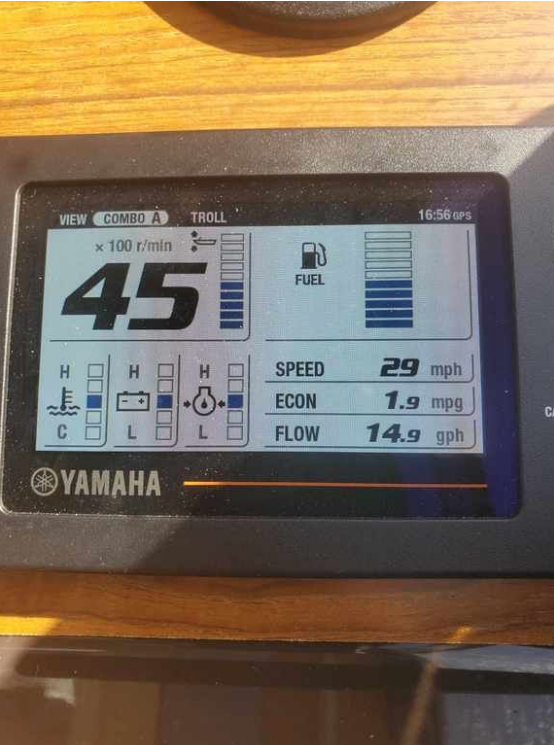 VIEW COMBO A TROLL 16:56 GPS
× 100 r/min
45
FUEL
H H H
C L L
SPEED 29 mph
ECON 1.9 mpg
FLOW 14.9 gph
YAMAHA